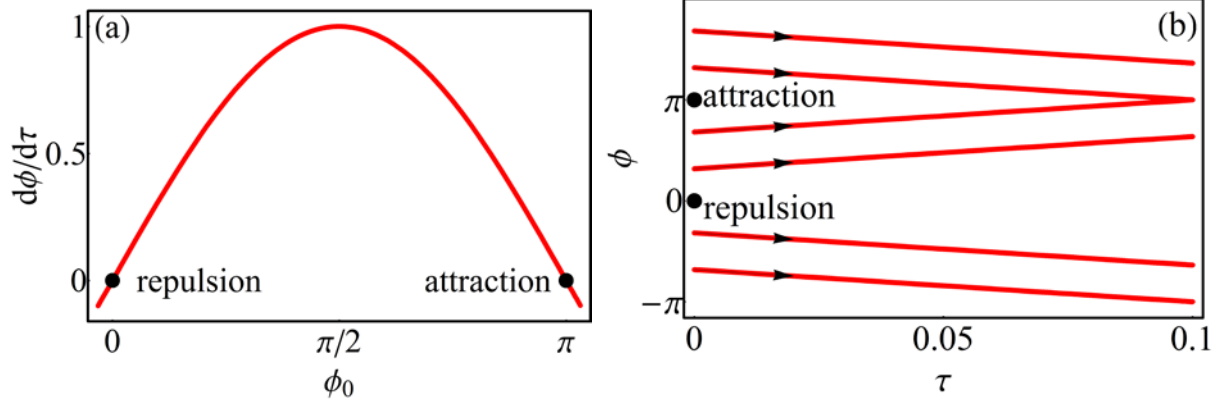 (a)
1
0.5
0
dϕ/dτ
repulsion
attraction
0
π/2
π
ϕ₀
(b)
π
0
−π
ϕ
attraction
repulsion
0
0.05
0.1
τ